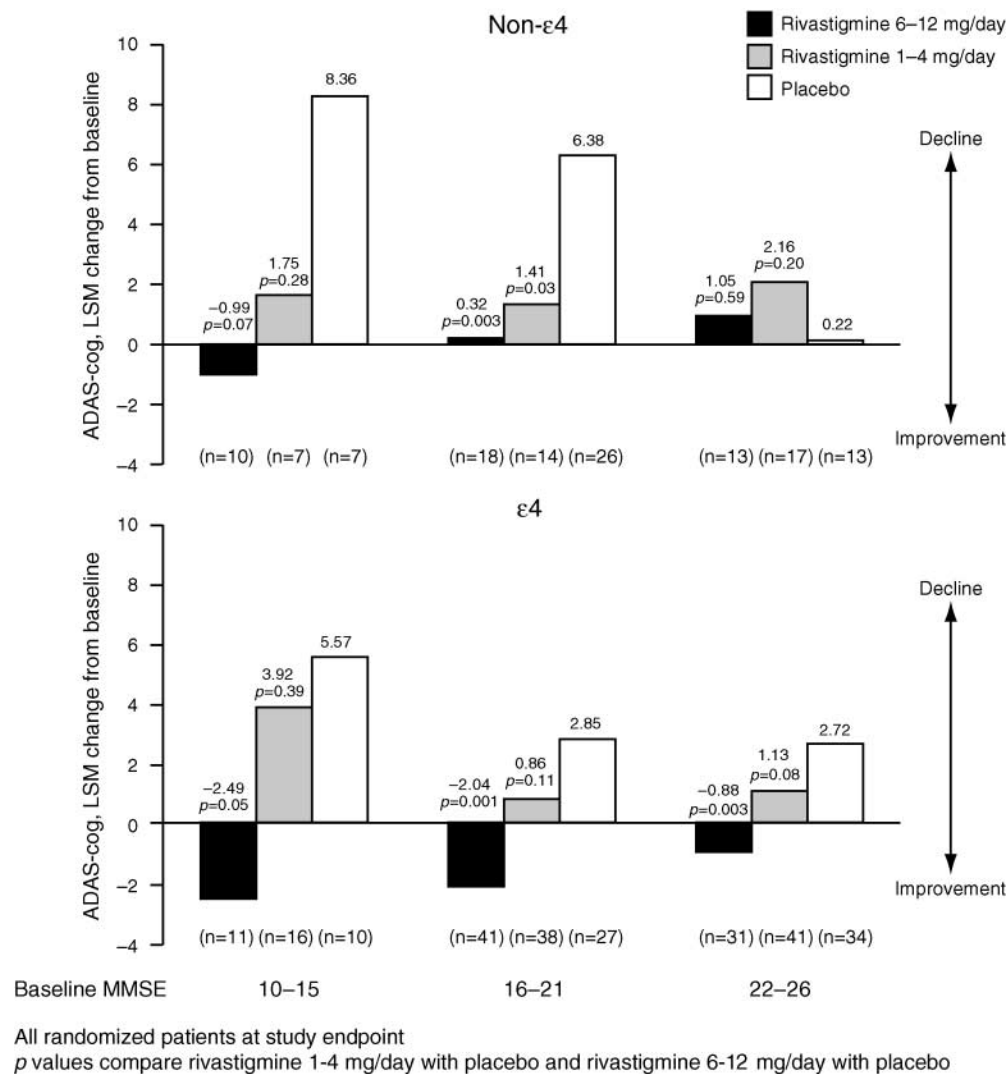 Non-ε4
Rivastigmine 6–12 mg/day
Rivastigmine 1–4 mg/day
Placebo
ADAS-cog, LSM change from baseline
10
8
6
4
2
0
−2
−4
−0.99
p=0.07
1.75
p=0.28
8.36
0.32
p=0.003
1.41
p=0.03
6.38
1.05
p=0.59
2.16
p=0.20
0.22
Decline
Improvement
(n=10) (n=7) (n=7)
(n=18) (n=14) (n=26)
(n=13) (n=17) (n=13)
ε4
ADAS-cog, LSM change from baseline
10
8
6
4
2
0
−2
−4
−2.49
p=0.05
3.92
p=0.39
5.57
−2.04
p=0.001
0.86
p=0.11
2.85
−0.88
p=0.003
1.13
p=0.08
2.72
Decline
Improvement
(n=11) (n=16) (n=10)
(n=41) (n=38) (n=27)
(n=31) (n=41) (n=34)
Baseline MMSE 10–15 16–21 22–26
All randomized patients at study endpoint
p values compare rivastigmine 1-4 mg/day with placebo and rivastigmine 6-12 mg/day with placebo